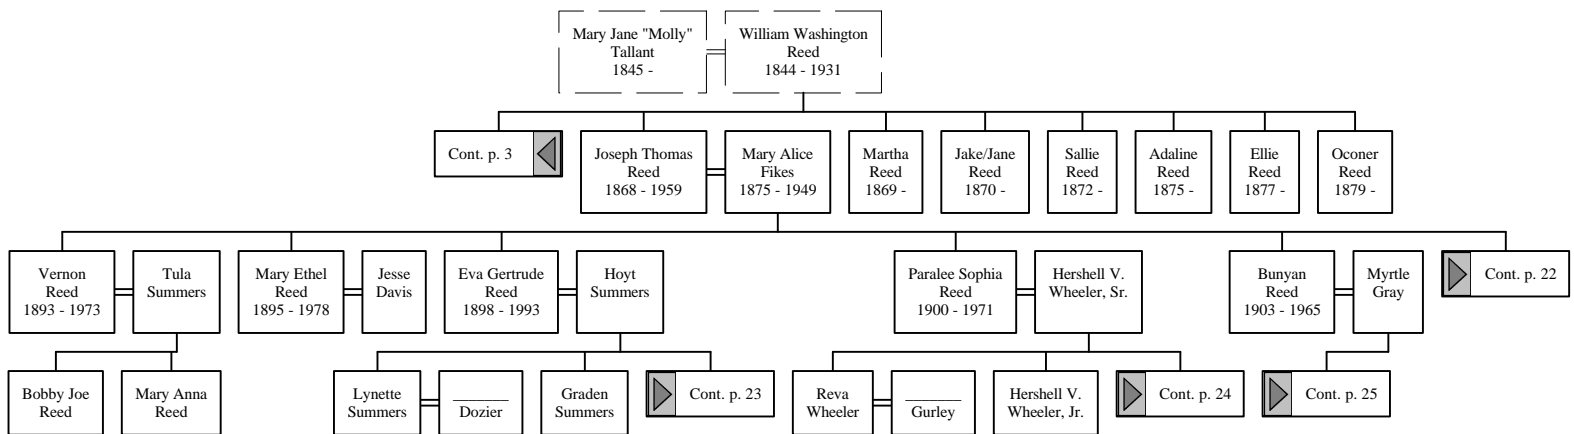 Mary Jane "Molly"
Tallant
1845 -
William Washington
Reed
1844 - 1931
Cont. p. 3
Joseph Thomas
Reed
1868 - 1959
Mary Alice
Fikes
1875 - 1949
Martha
Reed
1869 -
Jake/Jane
Reed
1870 -
Sallie
Reed
1872 -
Adaline
Reed
1875 -
Ellie
Reed
1877 -
Oconer
Reed
1879 -
Vernon
Reed
1893 - 1973
Tula
Summers
Mary Ethel
Reed
1895 - 1978
Jesse
Davis
Eva Gertrude
Reed
1898 - 1993
Hoyt
Summers
Paralee Sophia
Reed
1900 - 1971
Hershell V.
Wheeler, Sr.
Bunyan
Reed
1903 - 1965
Myrtle
Gray
Cont. p. 22
Bobby Joe
Reed
Mary Anna
Reed
Lynette
Summers
_______
Dozier
Graden
Summers
Cont. p. 23
Reva
Wheeler
_______
Gurley
Hershell V.
Wheeler, Jr.
Cont. p. 24
Cont. p. 25